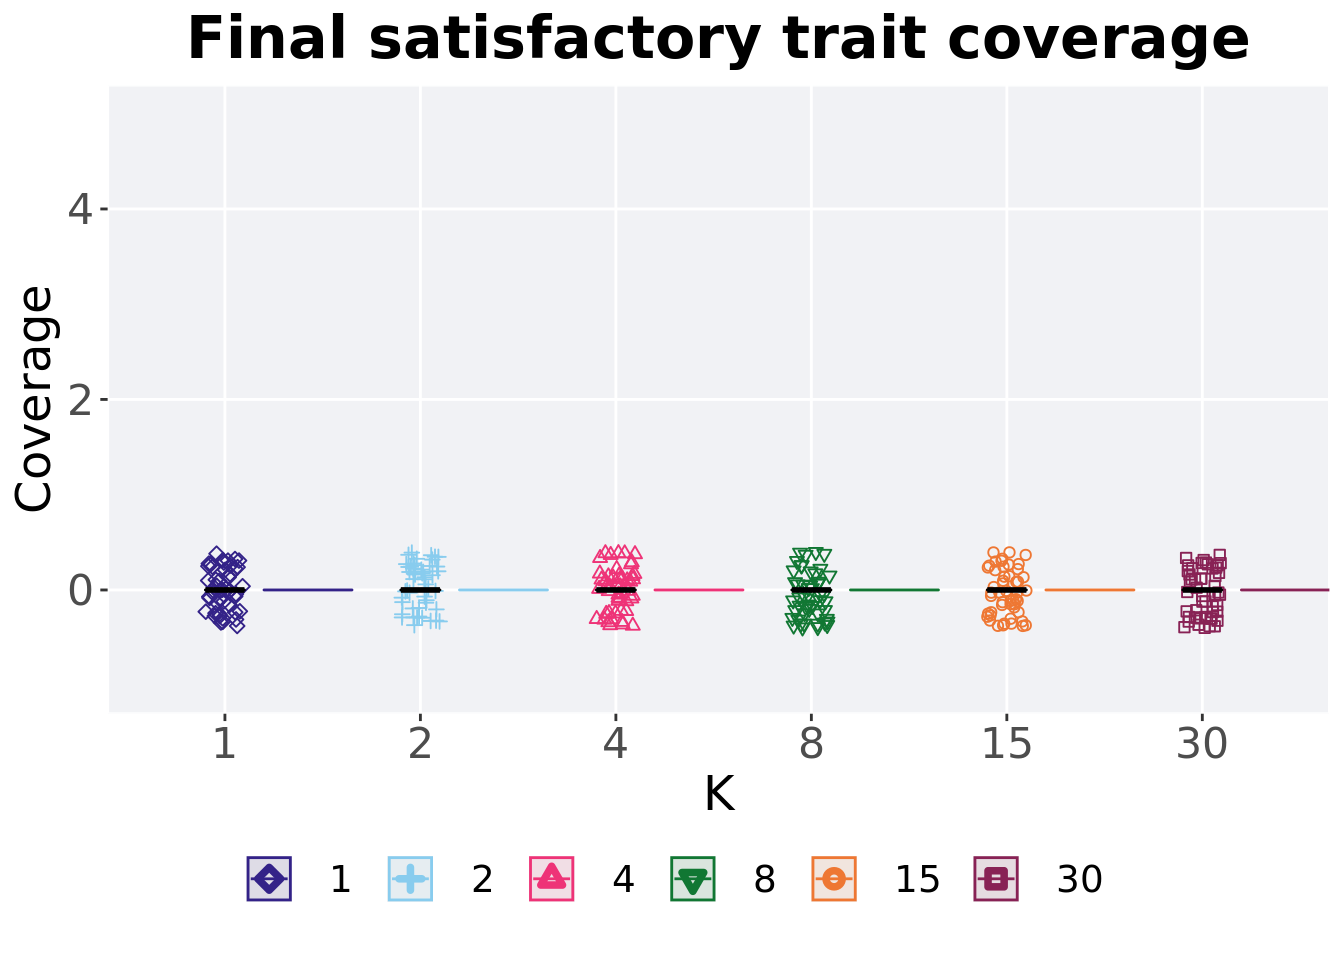 Final satisfactory trait coverage
Coverage
4
2
0
1 2 4 8 15 30
K
1 2 4 8 15 30